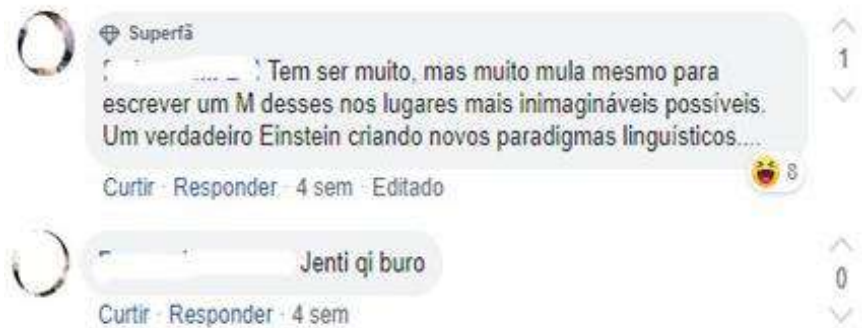 Superfã
Tem ser muito, mas muito mula mesmo para
escrever um M desses nos lugares mais inimagináveis possíveis.
Um verdadeiro Einstein criando novos paradigmas linguísticos....
1
8
Curtir · Responder · 4 sem · Editado
Jenti qi buro
0
Curtir · Responder · 4 sem